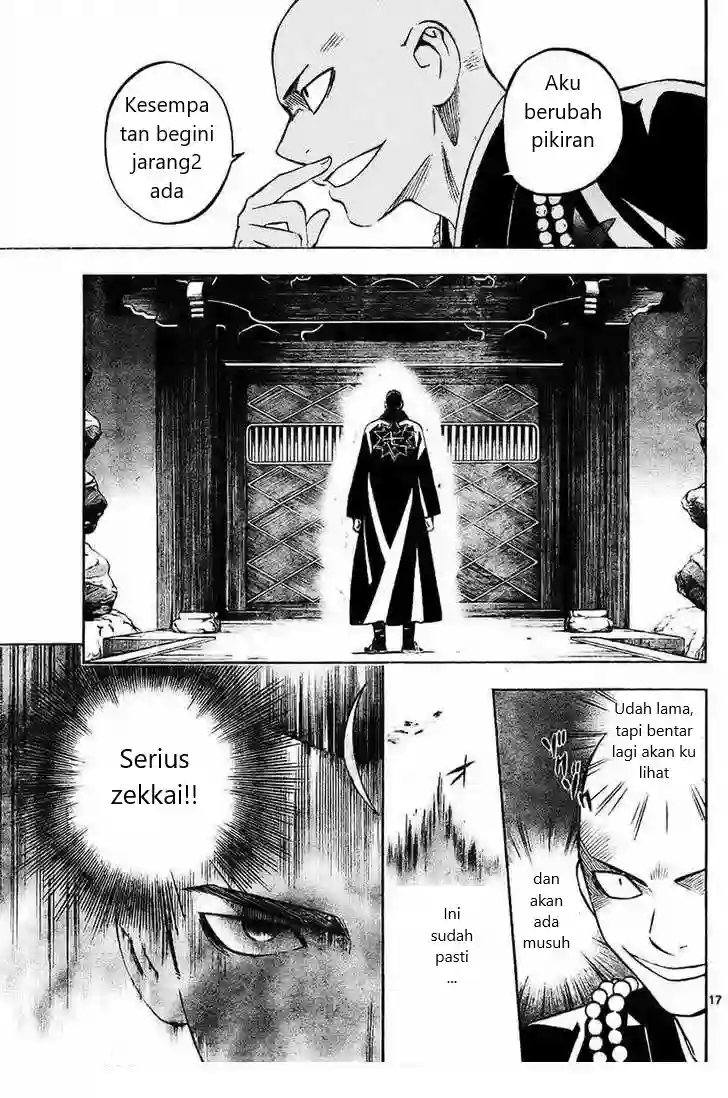 Aku
berubah
pikiran
Kesempa
tan begini
jarang2
ada
Udah lama,
tapi bentar
lagi akan ku
lihat
dan
akan
ada
musuh
Ini
sudah
pasti
...
Serius
zekkai!!
17